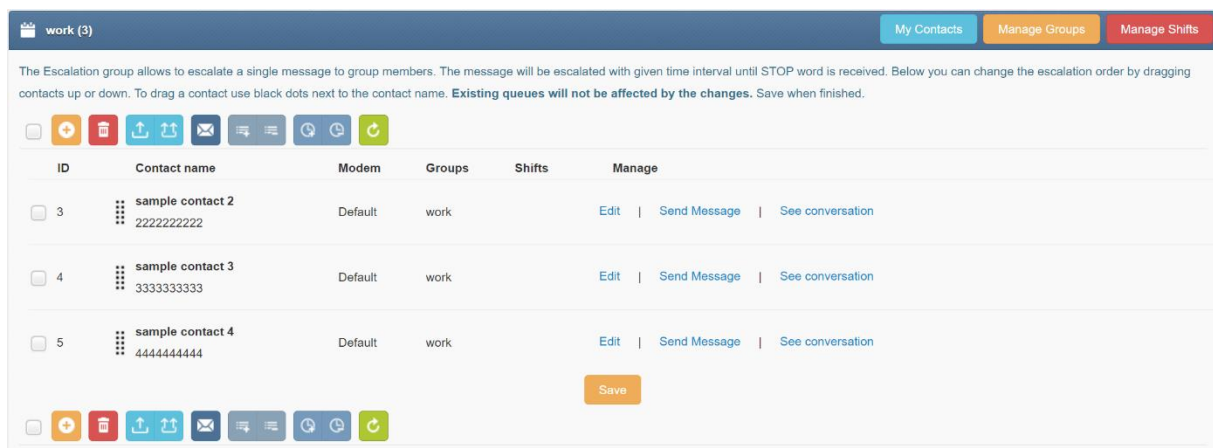 work (3)
My Contacts
Manage Groups
Manage Shifts
The Escalation group allows to escalate a single message to group members. The message will be escalated with given time interval until STOP word is received. Below you can change the escalation order by dragging
contacts up or down. To drag a contact use black dots next to the contact name. Existing queues will not be affected by the changes. Save when finished.
ID Contact name Modem Groups Shifts Manage
3 sample contact 2 Default work Edit | Send Message | See conversation
2222222222
4 sample contact 3 Default work Edit | Send Message | See conversation
3333333333
5 sample contact 4 Default work Edit | Send Message | See conversation
4444444444
Save